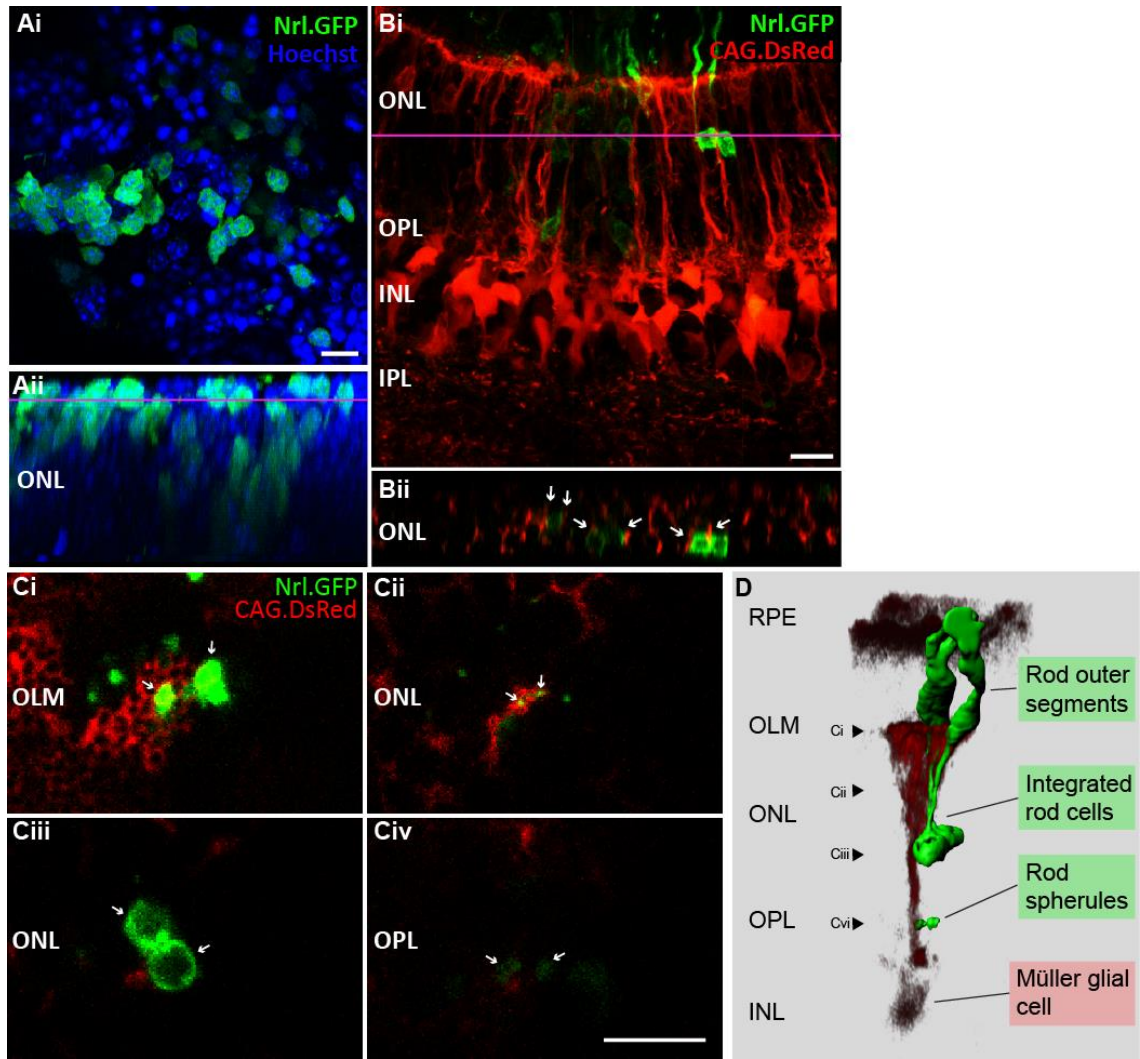 Ai
Nrl.GFP
Hoechst
Aii
ONL
Bi
Nrl.GFP
CAG.DsRed
ONL
OPL
INL
IPL
Bii
ONL
Ci
Nrl.GFP
CAG.DsRed
OLM
Cii
ONL
Ciii
ONL
Civ
OPL
D
RPE
OLM
ONL
OPL
INL
Ci
Cii
Ciii
Cvi
Rod outer
segments
Integrated
rod cells
Rod
spherules
Müller glial
cell